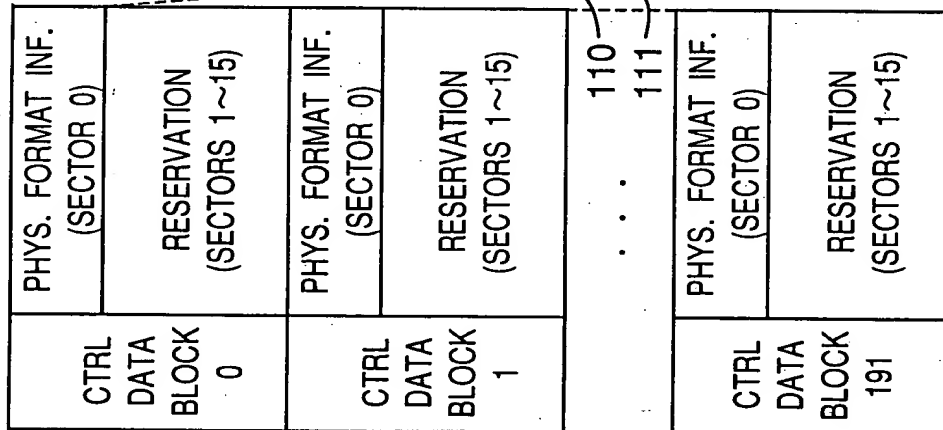 CTRL
DATA
BLOCK
0
PHYS. FORMAT INF.
(SECTOR 0)
RESERVATION
(SECTORS 1~15)
CTRL
DATA
BLOCK
1
PHYS. FORMAT INF.
(SECTOR 0)
RESERVATION
(SECTORS 1~15)
. . .
110
111
CTRL
DATA
BLOCK
191
PHYS. FORMAT INF.
(SECTOR 0)
RESERVATION
(SECTORS 1~15)